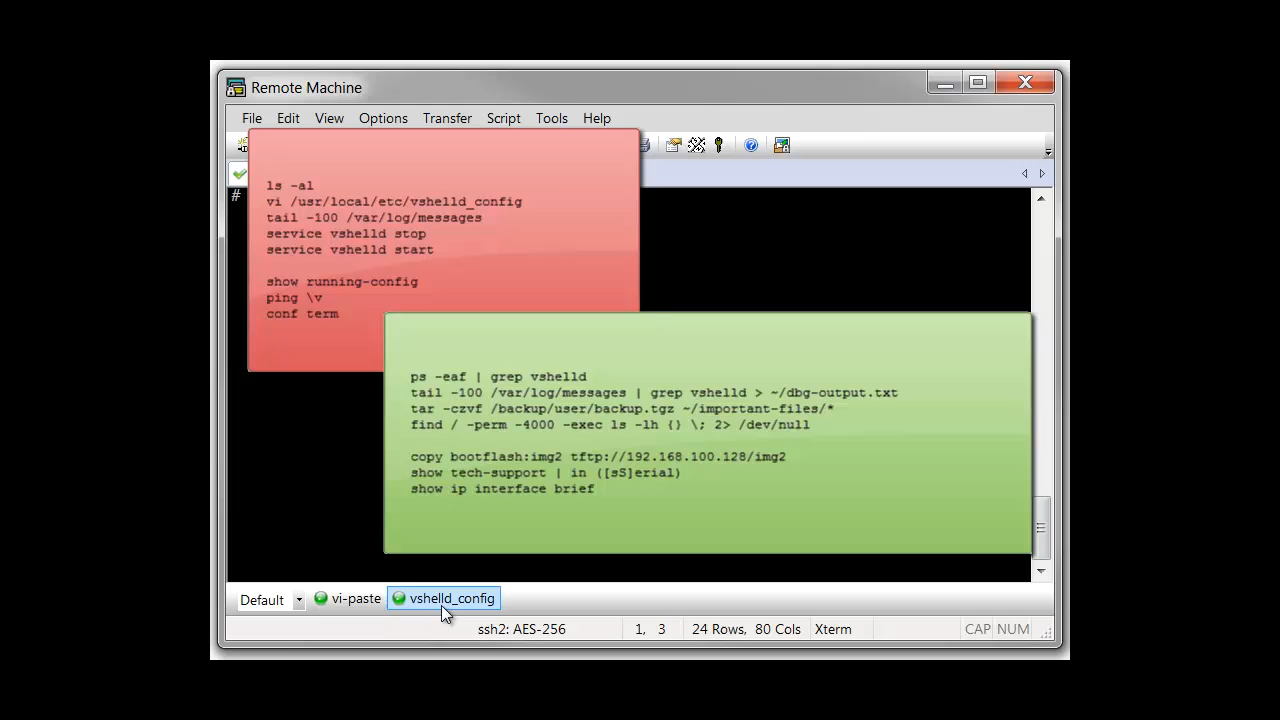 Remote Machine
File Edit View Options Transfer Script Tools Help
#
ls -al
vi /usr/local/etc/vshelld_config
tail -100 /var/log/messages
service vshelld stop
service vshelld start
show running-config
ping \v
conf term
ps -eaf | grep vshelld
tail -100 /var/log/messages | grep vshelld > ~/dbg-output.txt
tar -czvf /backup/user/backup.tgz ~/important-files/*
find / -perm -4000 -exec ls -lh {} \; 2> /dev/null
copy bootflash:img2 tftp://192.168.100.128/img2
show tech-support | in ([sS]erial)
show ip interface brief
Default vi-paste vshelld_config
ssh2: AES-256 1, 3 24 Rows, 80 Cols Xterm CAP NUM